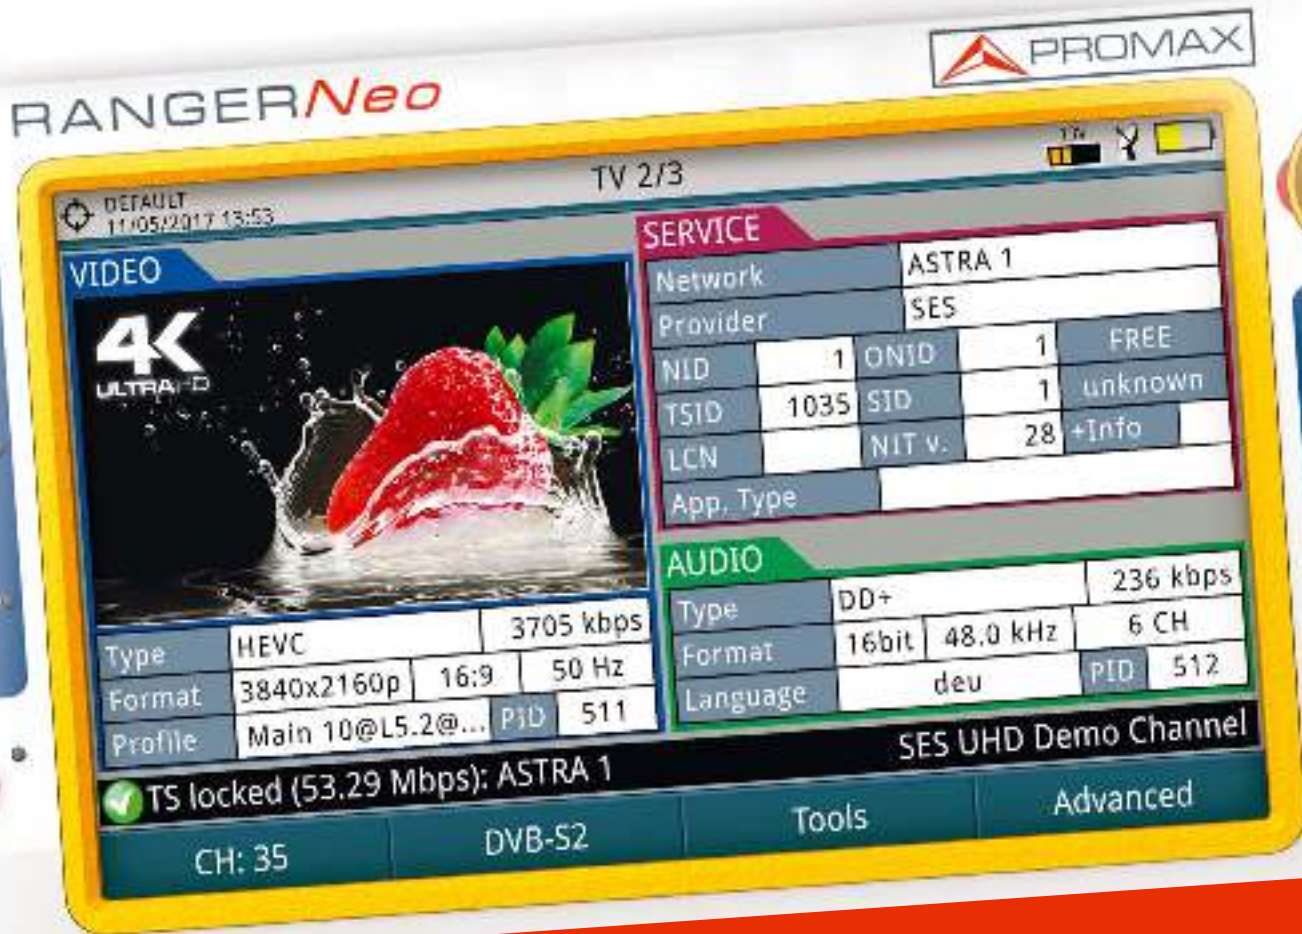 RANGERNeo
PROMAX
DEFAULT
11/05/2017 13:53
TV 2/3
VIDEO
4K
ULTRA HD
Type HEVC 3705 kbps
Format 3840x2160p 16:9 50 Hz
Profile Main 10@L5.2@... PID 511
SERVICE
Network ASTRA 1
Provider SES
NID 1 ONID 1 FREE
TSID 1035 SID 1 unknown
LCN NIT v. 28 +Info
App. Type
AUDIO
Type DD+ 236 kbps
Format 16bit 48.0 kHz 6 CH
Language deu PID 512
TS locked (53.29 Mbps): ASTRA 1 SES UHD Demo Channel
CH: 35 DVB-S2 Tools Advanced